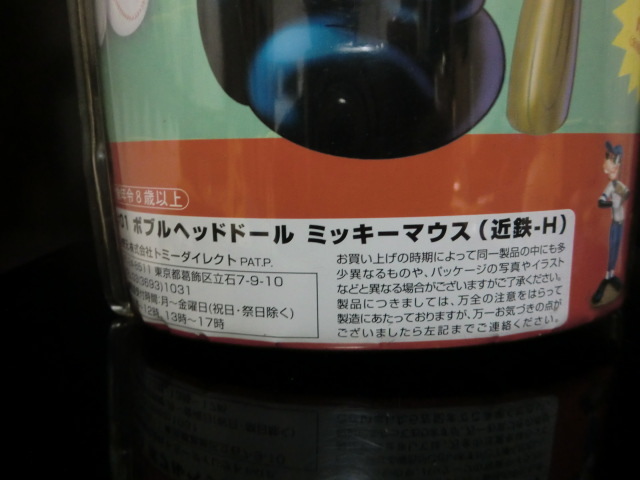 年令8歳以上
01 ボブルヘッドドール ミッキーマウス(近鉄-H)
株式会社トミーダイレクト PAT.P.
8511 東京都葛飾区立石7-9-10
(3693)1031
付時間:月〜金曜日(祝日・祭日除く)
12時、13時〜17時
お買い上げの時期によって同一製品の中にも多
少異なるものや、パッケージの写真やイラスト
などと異なる場合がございますがご了承ください。
製品につきましては、万全の注意をはらって
製造にあたっておりますが、万一お気づきの点が
ございましたら左記までご連絡ください。